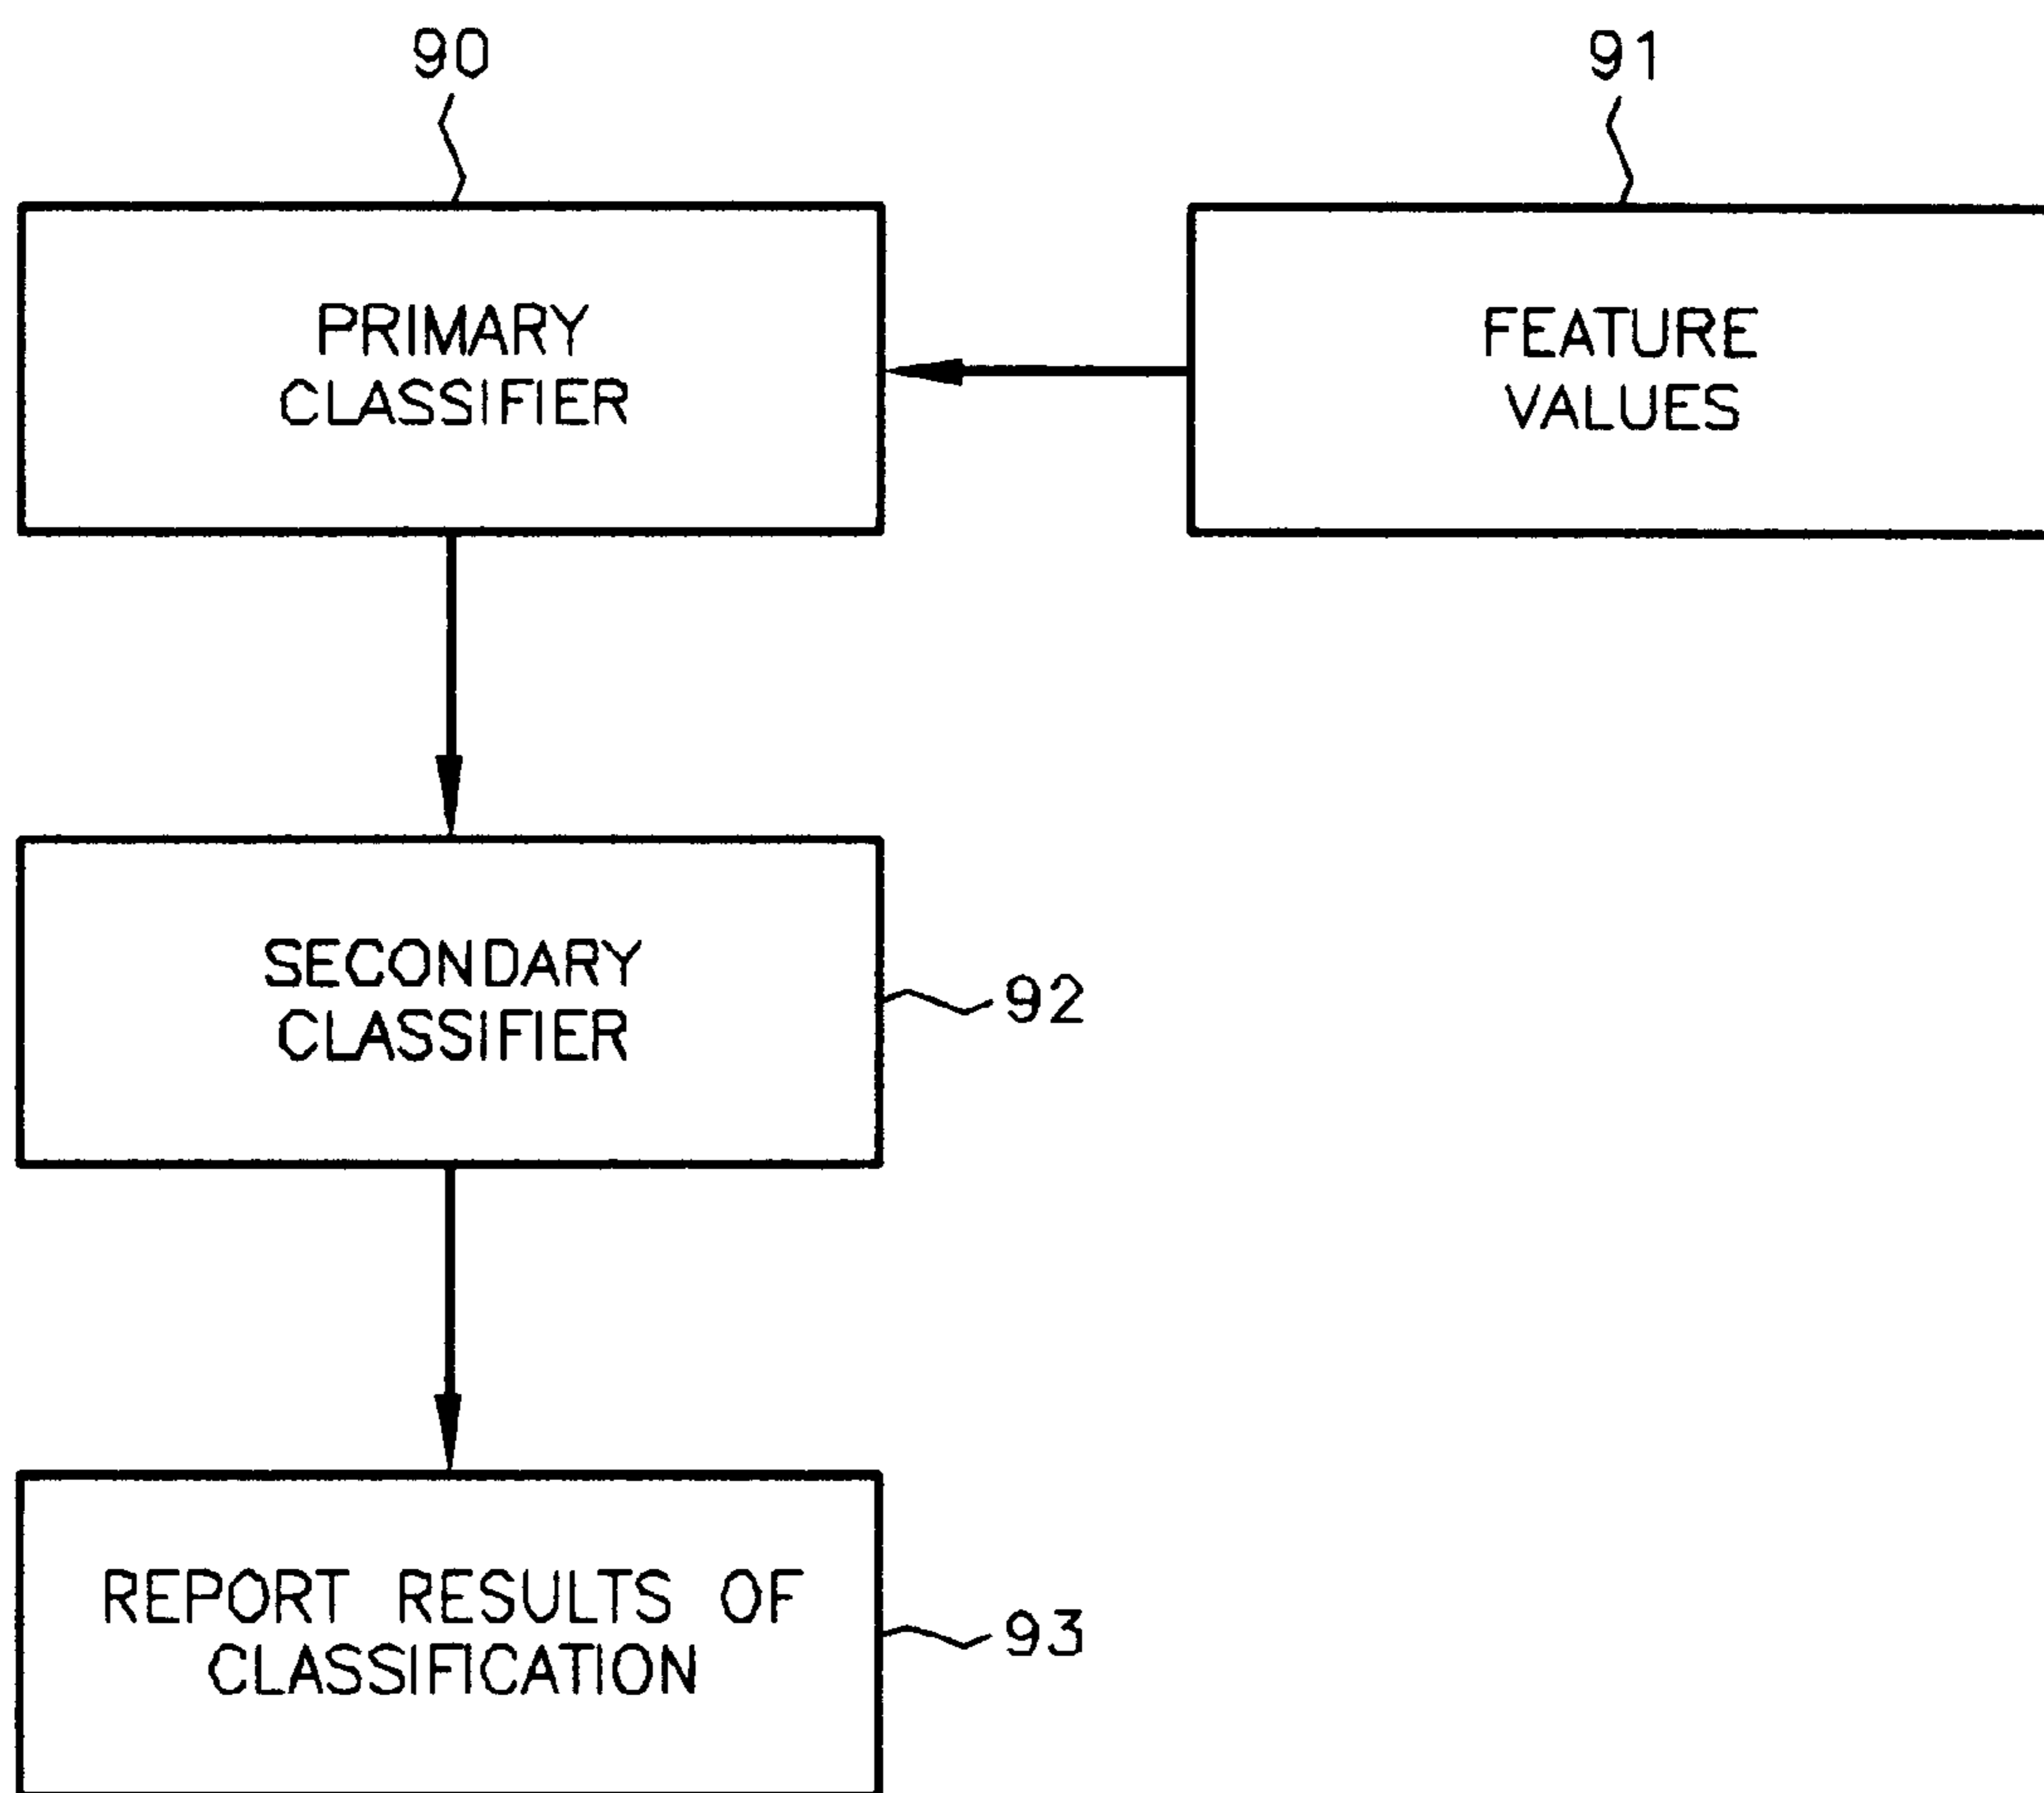 90
91
PRIMARY
CLASSIFIER
FEATURE
VALUES
SECONDARY
CLASSIFIER
92
REPORT RESULTS OF
CLASSIFICATION
93